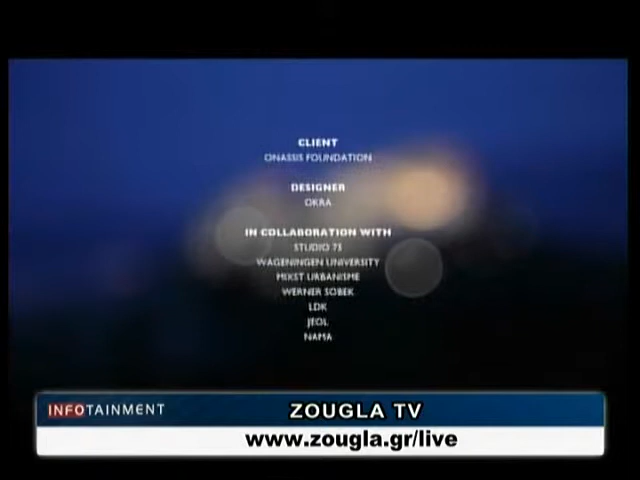 CLIENT
ONASSIS FOUNDATION
DESIGNER
OKRA
IN COLLABORATION WITH
STUDIO 75
WAGENINGEN UNIVERSITY
MIXST URBANISME
WERNER SOBEK
LDK
JEOL
NAMA
INFOTAINMENT
ZOUGLA TV
www.zougla.gr/live